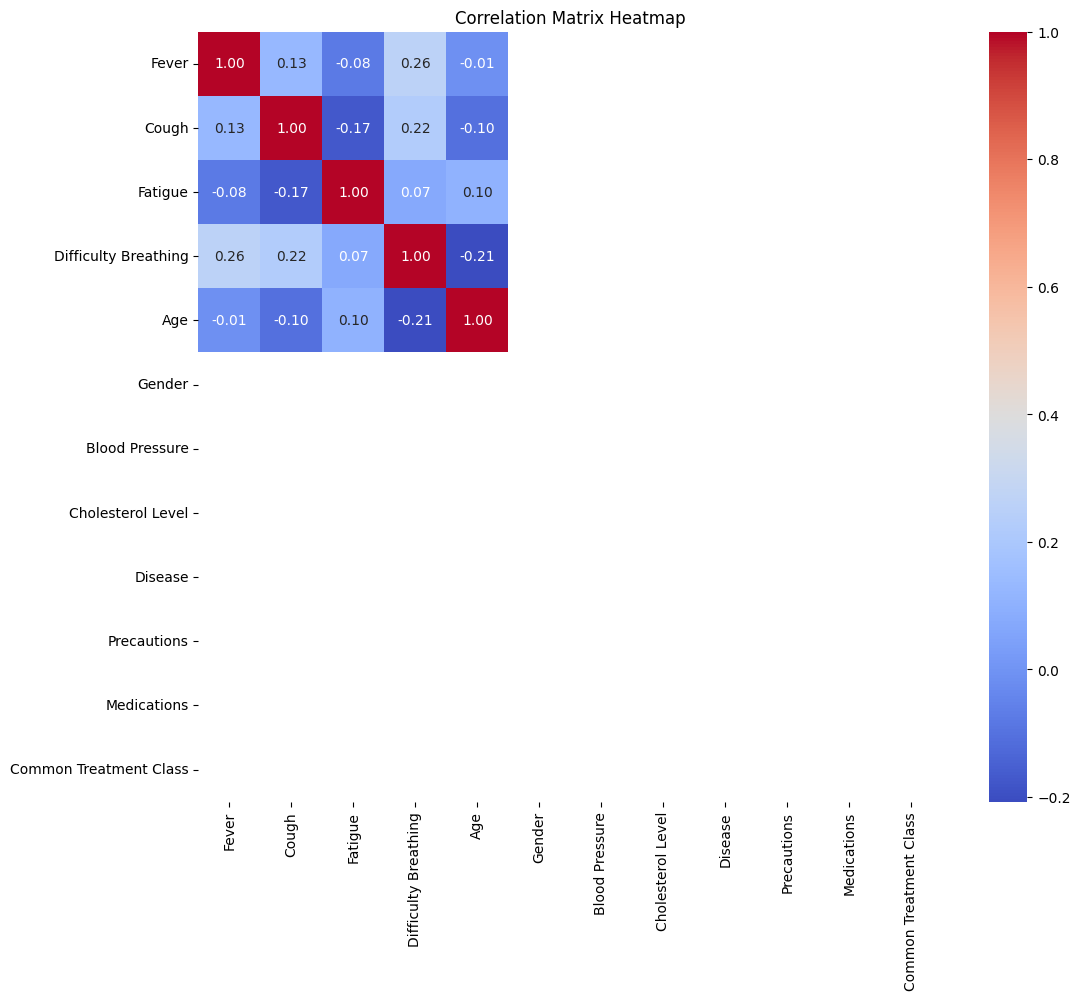 Correlation Matrix Heatmap
Fever 1.00 0.13 -0.08 0.26 -0.01
Cough 0.13 1.00 -0.17 0.22 -0.10
Fatigue -0.08 -0.17 1.00 0.07 0.10
Difficulty Breathing 0.26 0.22 0.07 1.00 -0.21
Age -0.01 -0.10 0.10 -0.21 1.00
Gender
Blood Pressure
Cholesterol Level
Disease
Precautions
Medications
Common Treatment Class
Fever
Cough
Fatigue
Difficulty Breathing
Age
Gender
Blood Pressure
Cholesterol Level
Disease
Precautions
Medications
Common Treatment Class
1.0
0.8
0.6
0.4
0.2
0.0
−0.2